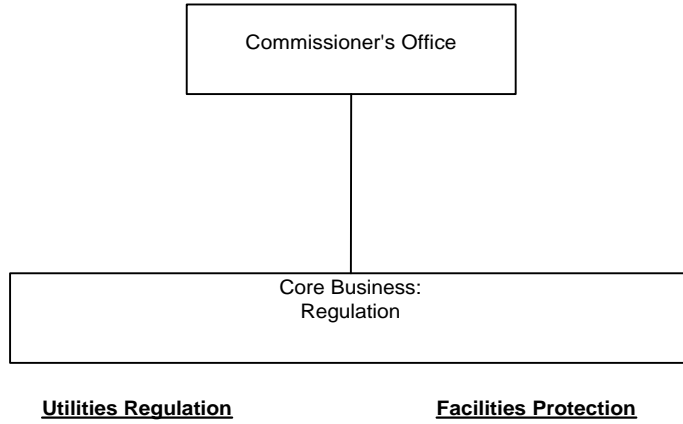 Commissioner's Office
Core Business:
Regulation
Utilities Regulation
Facilities Protection